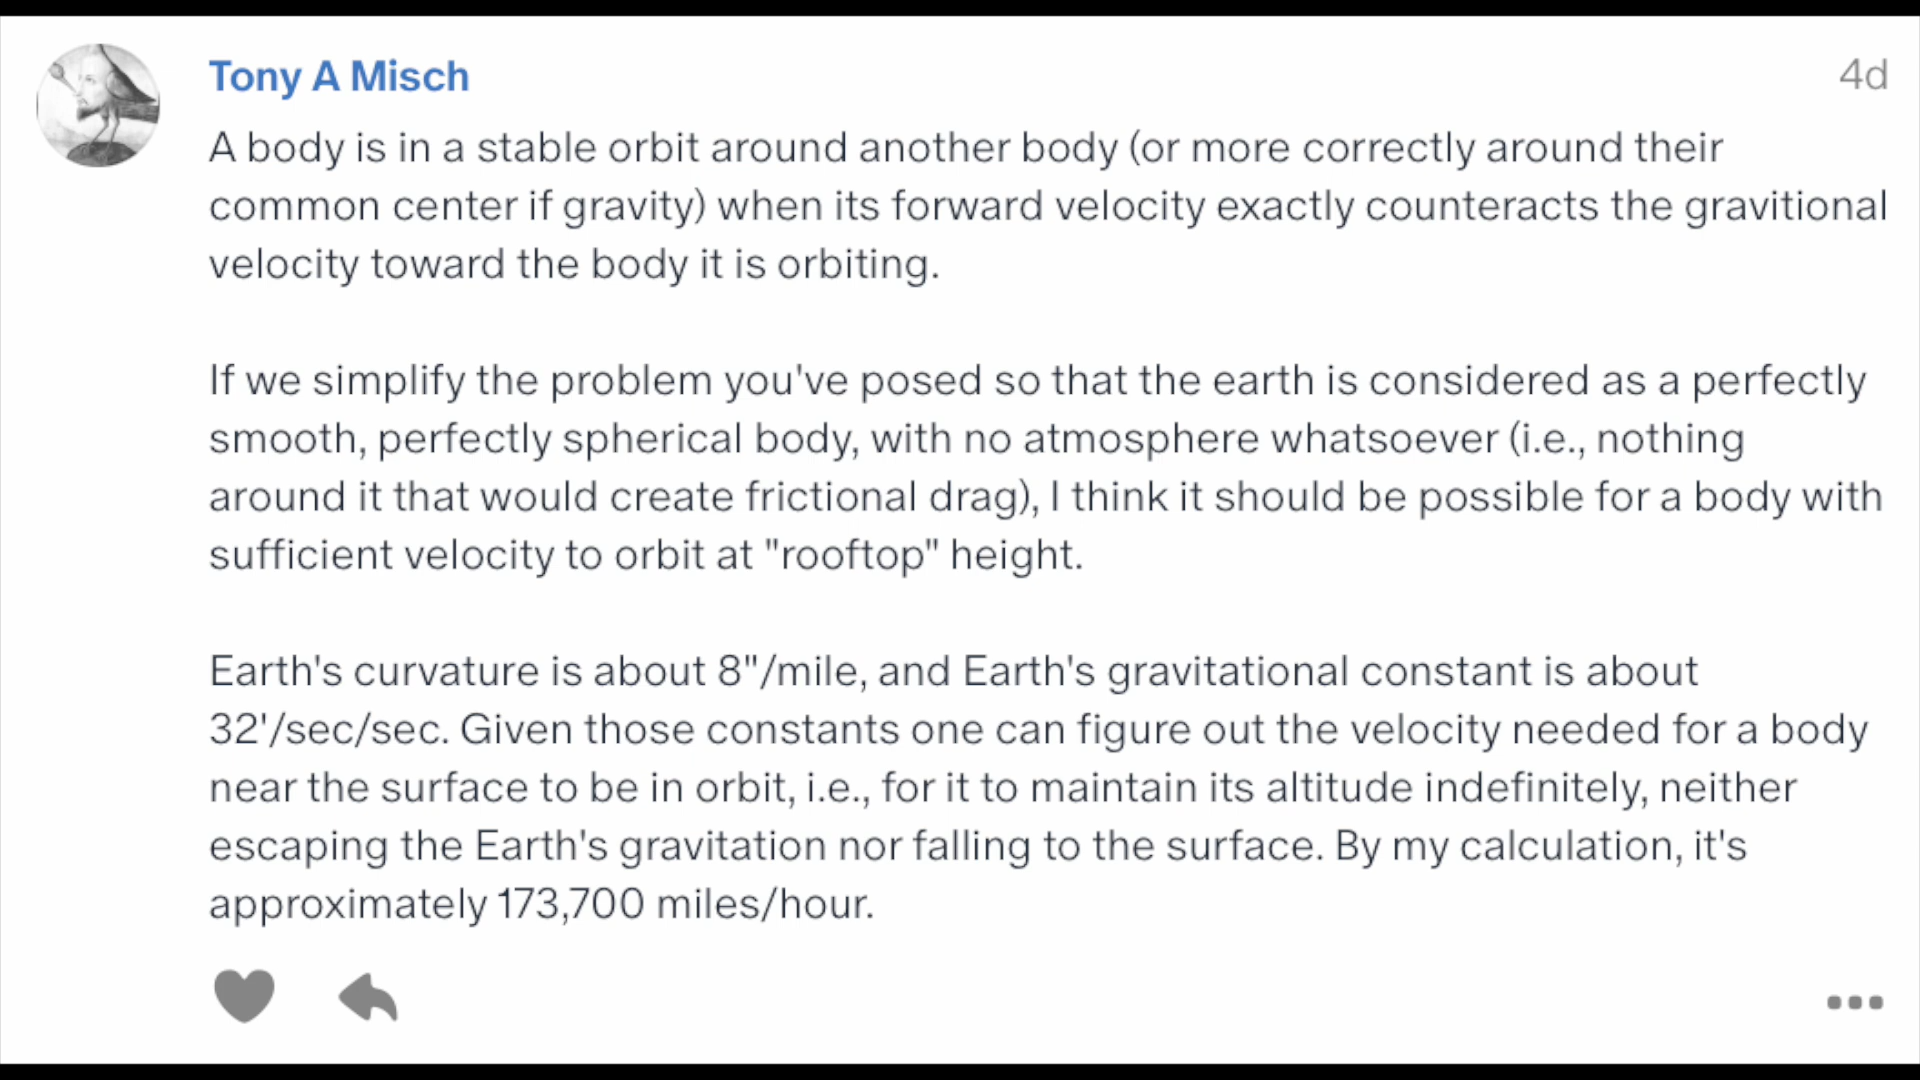 Tony A Misch
4d
A body is in a stable orbit around another body (or more correctly around their
common center if gravity) when its forward velocity exactly counteracts the gravitional
velocity toward the body it is orbiting.
If we simplify the problem you've posed so that the earth is considered as a perfectly
smooth, perfectly spherical body, with no atmosphere whatsoever (i.e., nothing
around it that would create frictional drag), I think it should be possible for a body with
sufficient velocity to orbit at "rooftop" height.
Earth's curvature is about 8"/mile, and Earth's gravitational constant is about
32'/sec/sec. Given those constants one can figure out the velocity needed for a body
near the surface to be in orbit, i.e., for it to maintain its altitude indefinitely, neither
escaping the Earth's gravitation nor falling to the surface. By my calculation, it's
approximately 173,700 miles/hour.